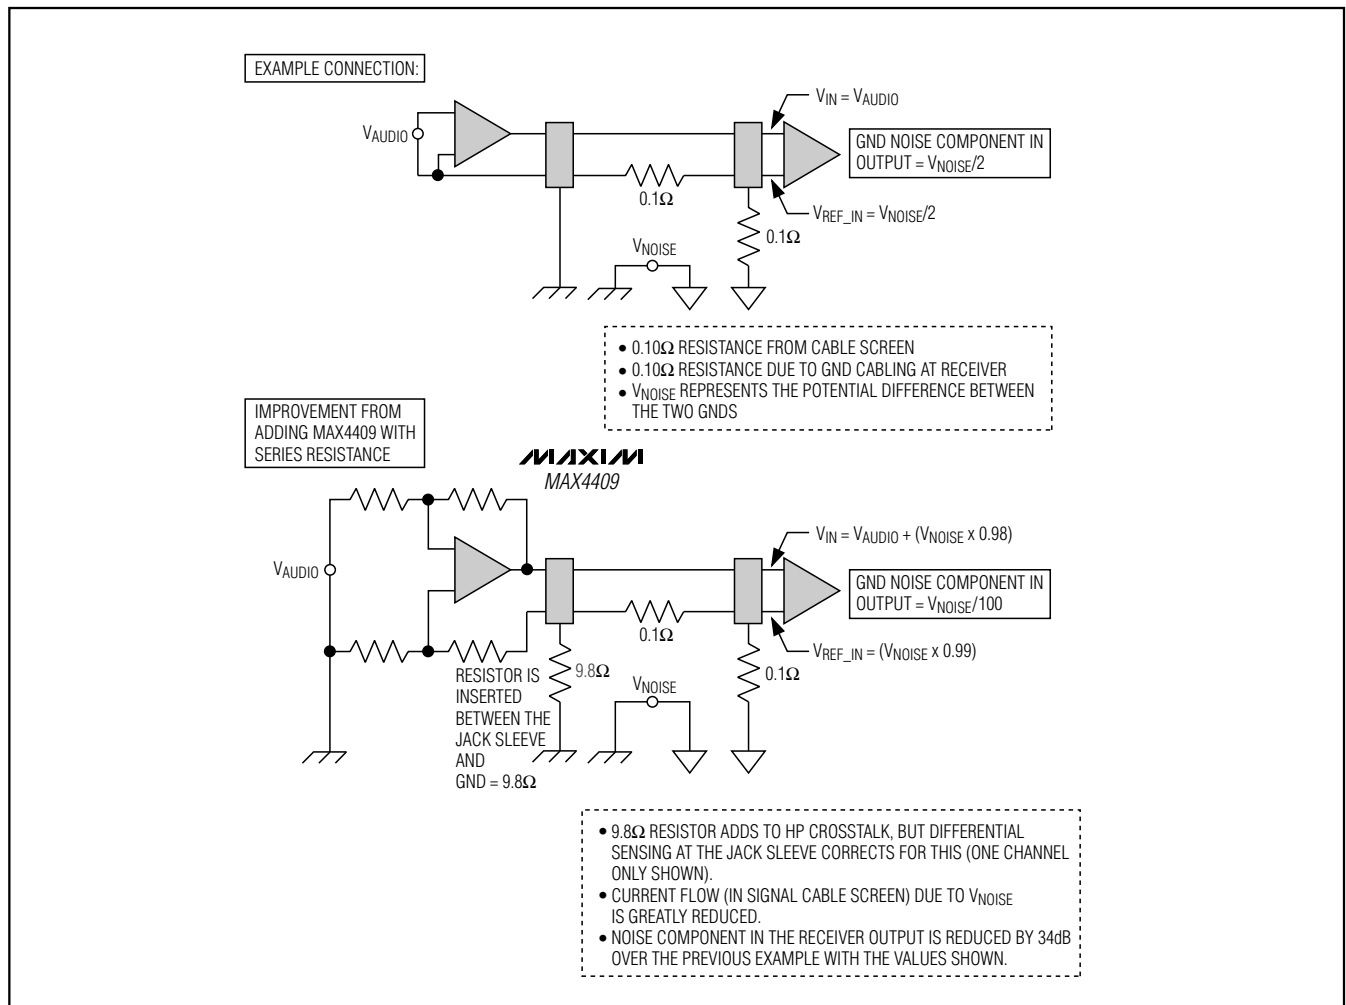 EXAMPLE CONNECTION:
VAUDIO
VIN = VAUDIO
GND NOISE COMPONENT IN
OUTPUT = VNOISE/2
0.1Ω
VREF_IN = VNOISE/2
0.1Ω
VNOISE
• 0.10Ω RESISTANCE FROM CABLE SCREEN
• 0.10Ω RESISTANCE DUE TO GND CABLING AT RECEIVER
• VNOISE REPRESENTS THE POTENTIAL DIFFERENCE BETWEEN
THE TWO GNDS
IMPROVEMENT FROM
ADDING MAX4409 WITH
SERIES RESISTANCE
MAXIM
MAX4409
VAUDIO
VIN = VAUDIO + (VNOISE x 0.98)
GND NOISE COMPONENT IN
OUTPUT = VNOISE/100
0.1Ω
VREF_IN = (VNOISE x 0.99)
9.8Ω
0.1Ω
VNOISE
RESISTOR IS
INSERTED
BETWEEN THE
JACK SLEEVE
AND
GND = 9.8Ω
• 9.8Ω RESISTOR ADDS TO HP CROSSTALK, BUT DIFFERENTIAL
SENSING AT THE JACK SLEEVE CORRECTS FOR THIS (ONE CHANNEL
ONLY SHOWN).
• CURRENT FLOW (IN SIGNAL CABLE SCREEN) DUE TO VNOISE
IS GREATLY REDUCED.
• NOISE COMPONENT IN THE RECEIVER OUTPUT IS REDUCED BY 34dB
OVER THE PREVIOUS EXAMPLE WITH THE VALUES SHOWN.